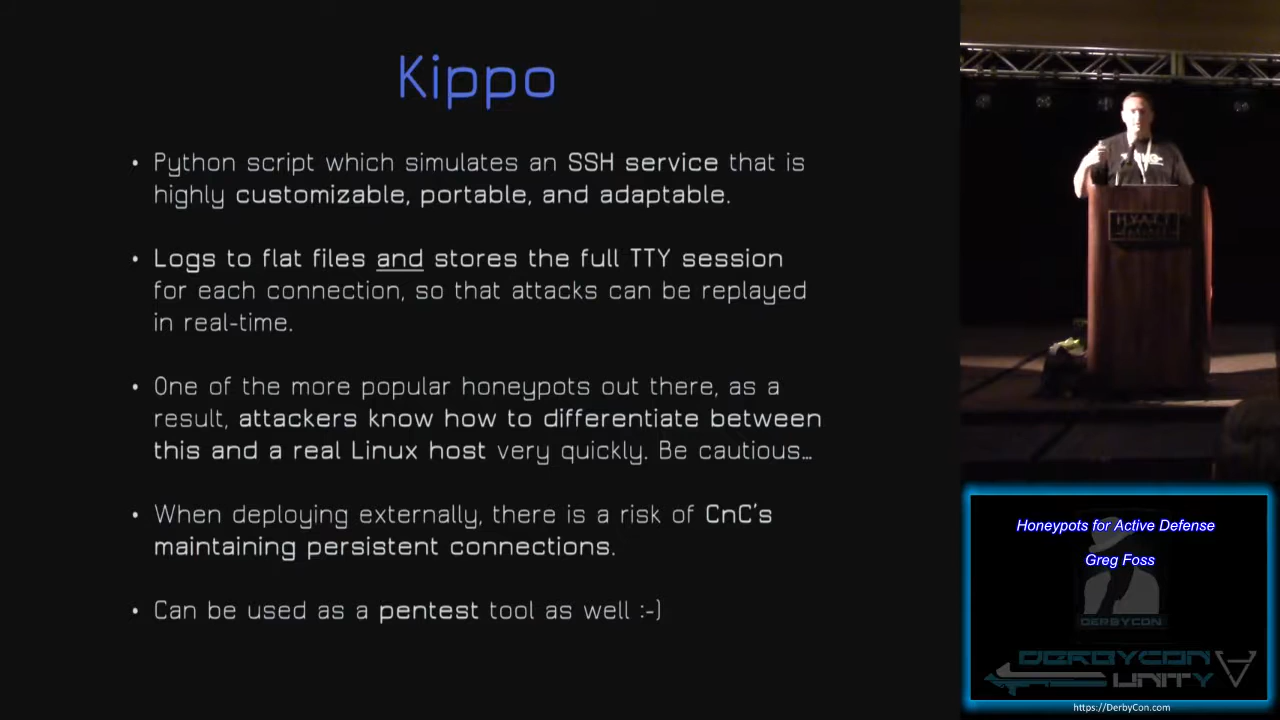 Kippo
• Python script which simulates an SSH service that is
highly customizable, portable, and adaptable.
• Logs to flat files and stores the full TTY session
for each connection, so that attacks can be replayed
in real-time.
• One of the more popular honeypots out there, as a
result, attackers know how to differentiate between
this and a real Linux host very quickly. Be cautious…
• When deploying externally, there is a risk of CnC's
maintaining persistent connections.
• Can be used as a pentest tool as well :-)
HYATT
Honeypots for Active Defense
Greg Foss
DERBYCON
DERBYCON
UNITY
https://DerbyCon.com